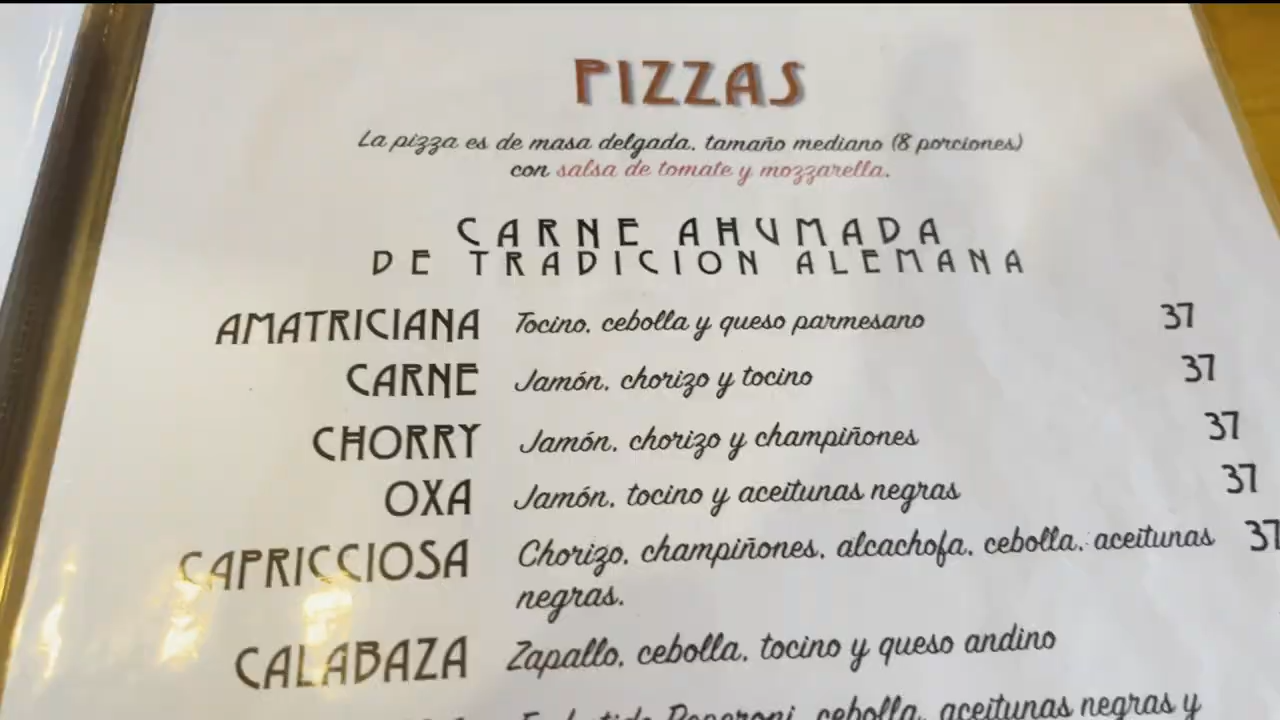 PIZZAS
La pizza es de masa delgada, tamaño mediano (8 porciones)
con salsa de tomate y mozzarella.
CARNE AHUMADA
DE TRADICION ALEMANA
AMATRICIANA Tocino, cebolla y queso parmesano 37
CARNE Jamón, chorizo y tocino 37
CHORRY Jamón, chorizo y champiñones 37
OXA Jamón, tocino y aceitunas negras 37
CAPRICCIOSA Chorizo, champiñones, alcachofa, cebolla, aceitunas 37
negras.
CALABAZA Zapallo, cebolla, tocino y queso andino
Peperoni, cebolla, aceitunas negras y